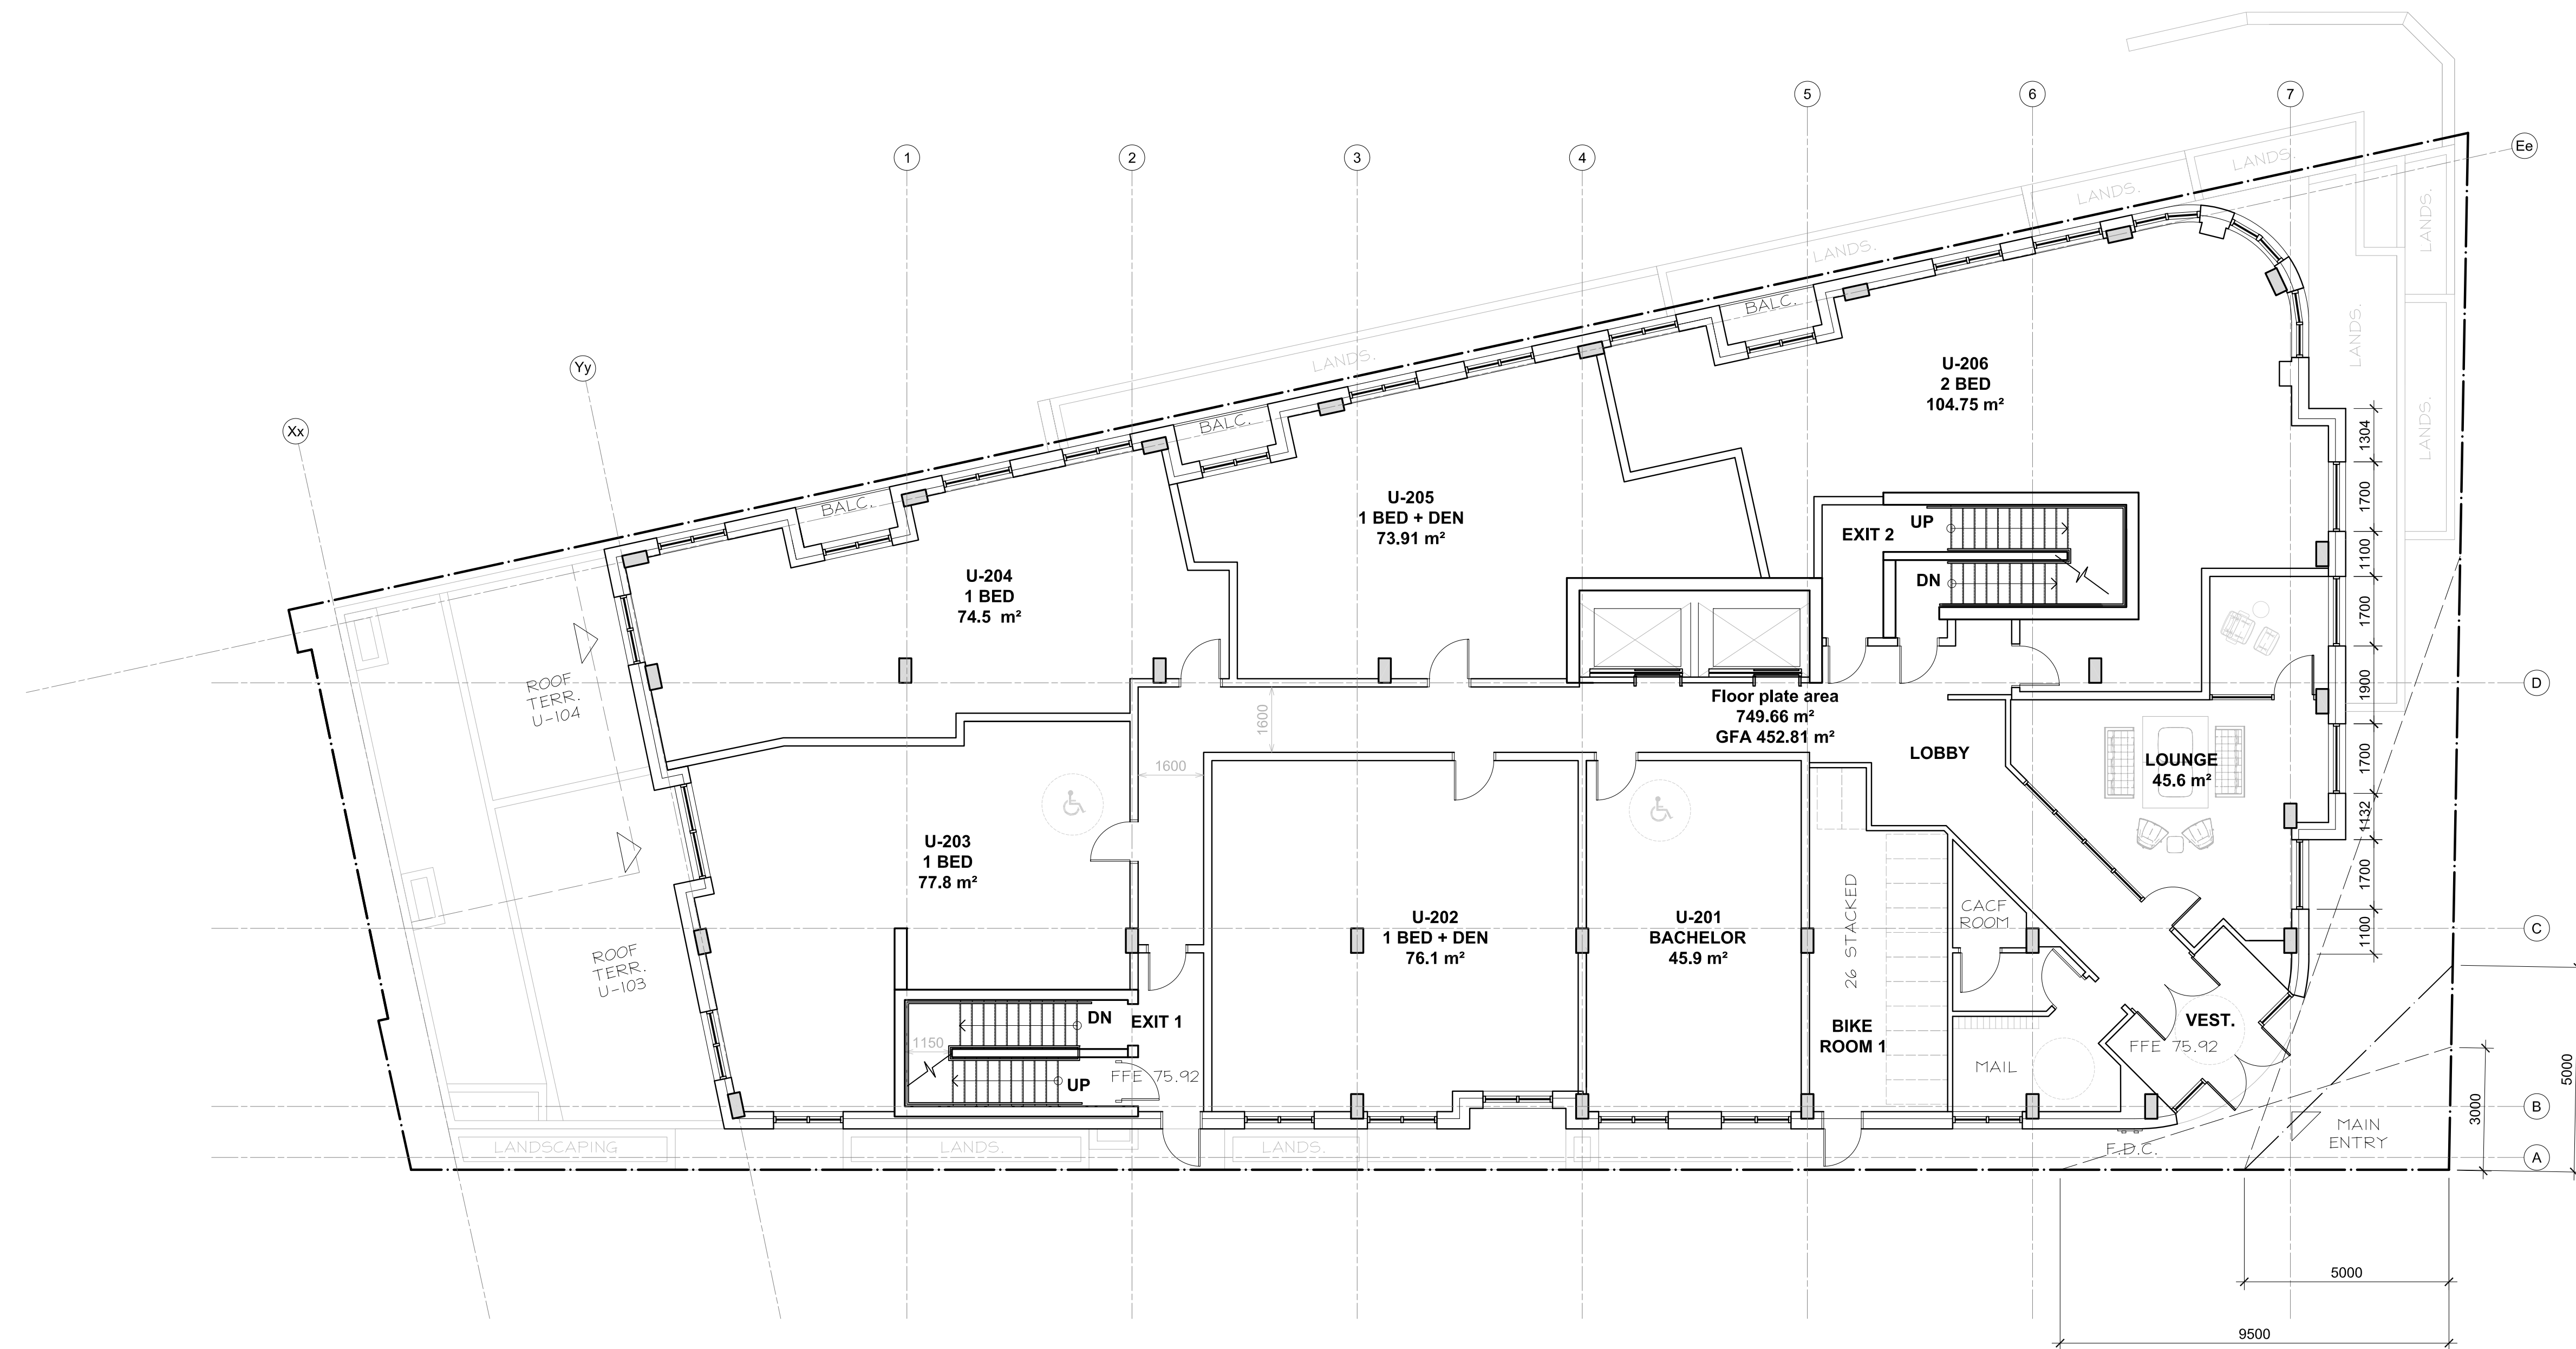 1
2
3
4
5
6
7
Ee
Yy
Xx
D
C
B
A
LANDS.
LANDS.
LANDS.
LANDS.
LANDS.
LANDS.
LANDS.
BALC.
BALC.
BALC.
U-206
2 BED
104.75 m²
U-205
1 BED + DEN
73.91 m²
U-204
1 BED
74.5 m²
EXIT 2
UP
DN
1304
1700
1100
1700
1900
1700
1132
1700
1100
ROOF
TERR.
U-104
ROOF
TERR.
U-103
Floor plate area
749.66 m²
GFA 452.81 m²
1600
1600
LOBBY
LOUNGE
45.6 m²
U-203
1 BED
77.8 m²
U-202
1 BED + DEN
76.1 m²
U-201
BACHELOR
45.9 m²
26 STACKED
BIKE
ROOM 1
CACF
ROOM
MAIL
VEST.
FFE 75.92
DN
EXIT 1
1150
UP
FFE 75.92
LANDSCAPING
LANDS.
LANDS.
F.D.C.
MAIN
ENTRY
3000
5000
5000
9500